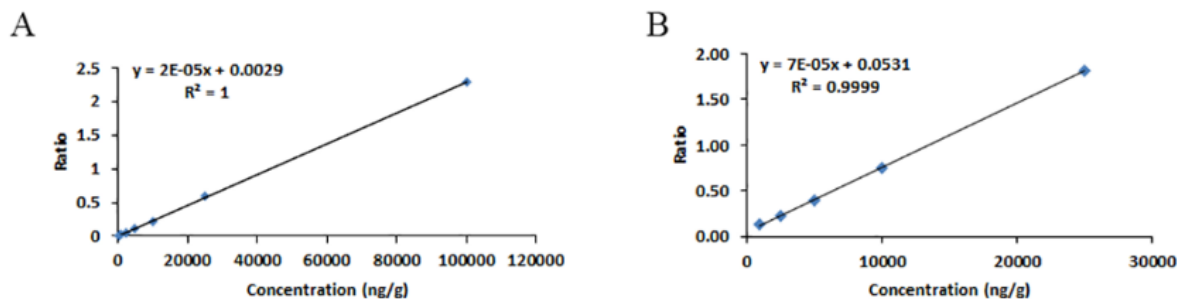 A
y = 2E-05x + 0.0029
R² = 1
2.5
2
1.5
1
0.5
0
Ratio
0 20000 40000 60000 80000 100000 120000
Concentration (ng/g)
B
y = 7E-05x + 0.0531
R² = 0.9999
2.00
1.50
1.00
0.50
0.00
Ratio
0 10000 20000 30000
Concentration (ng/g)